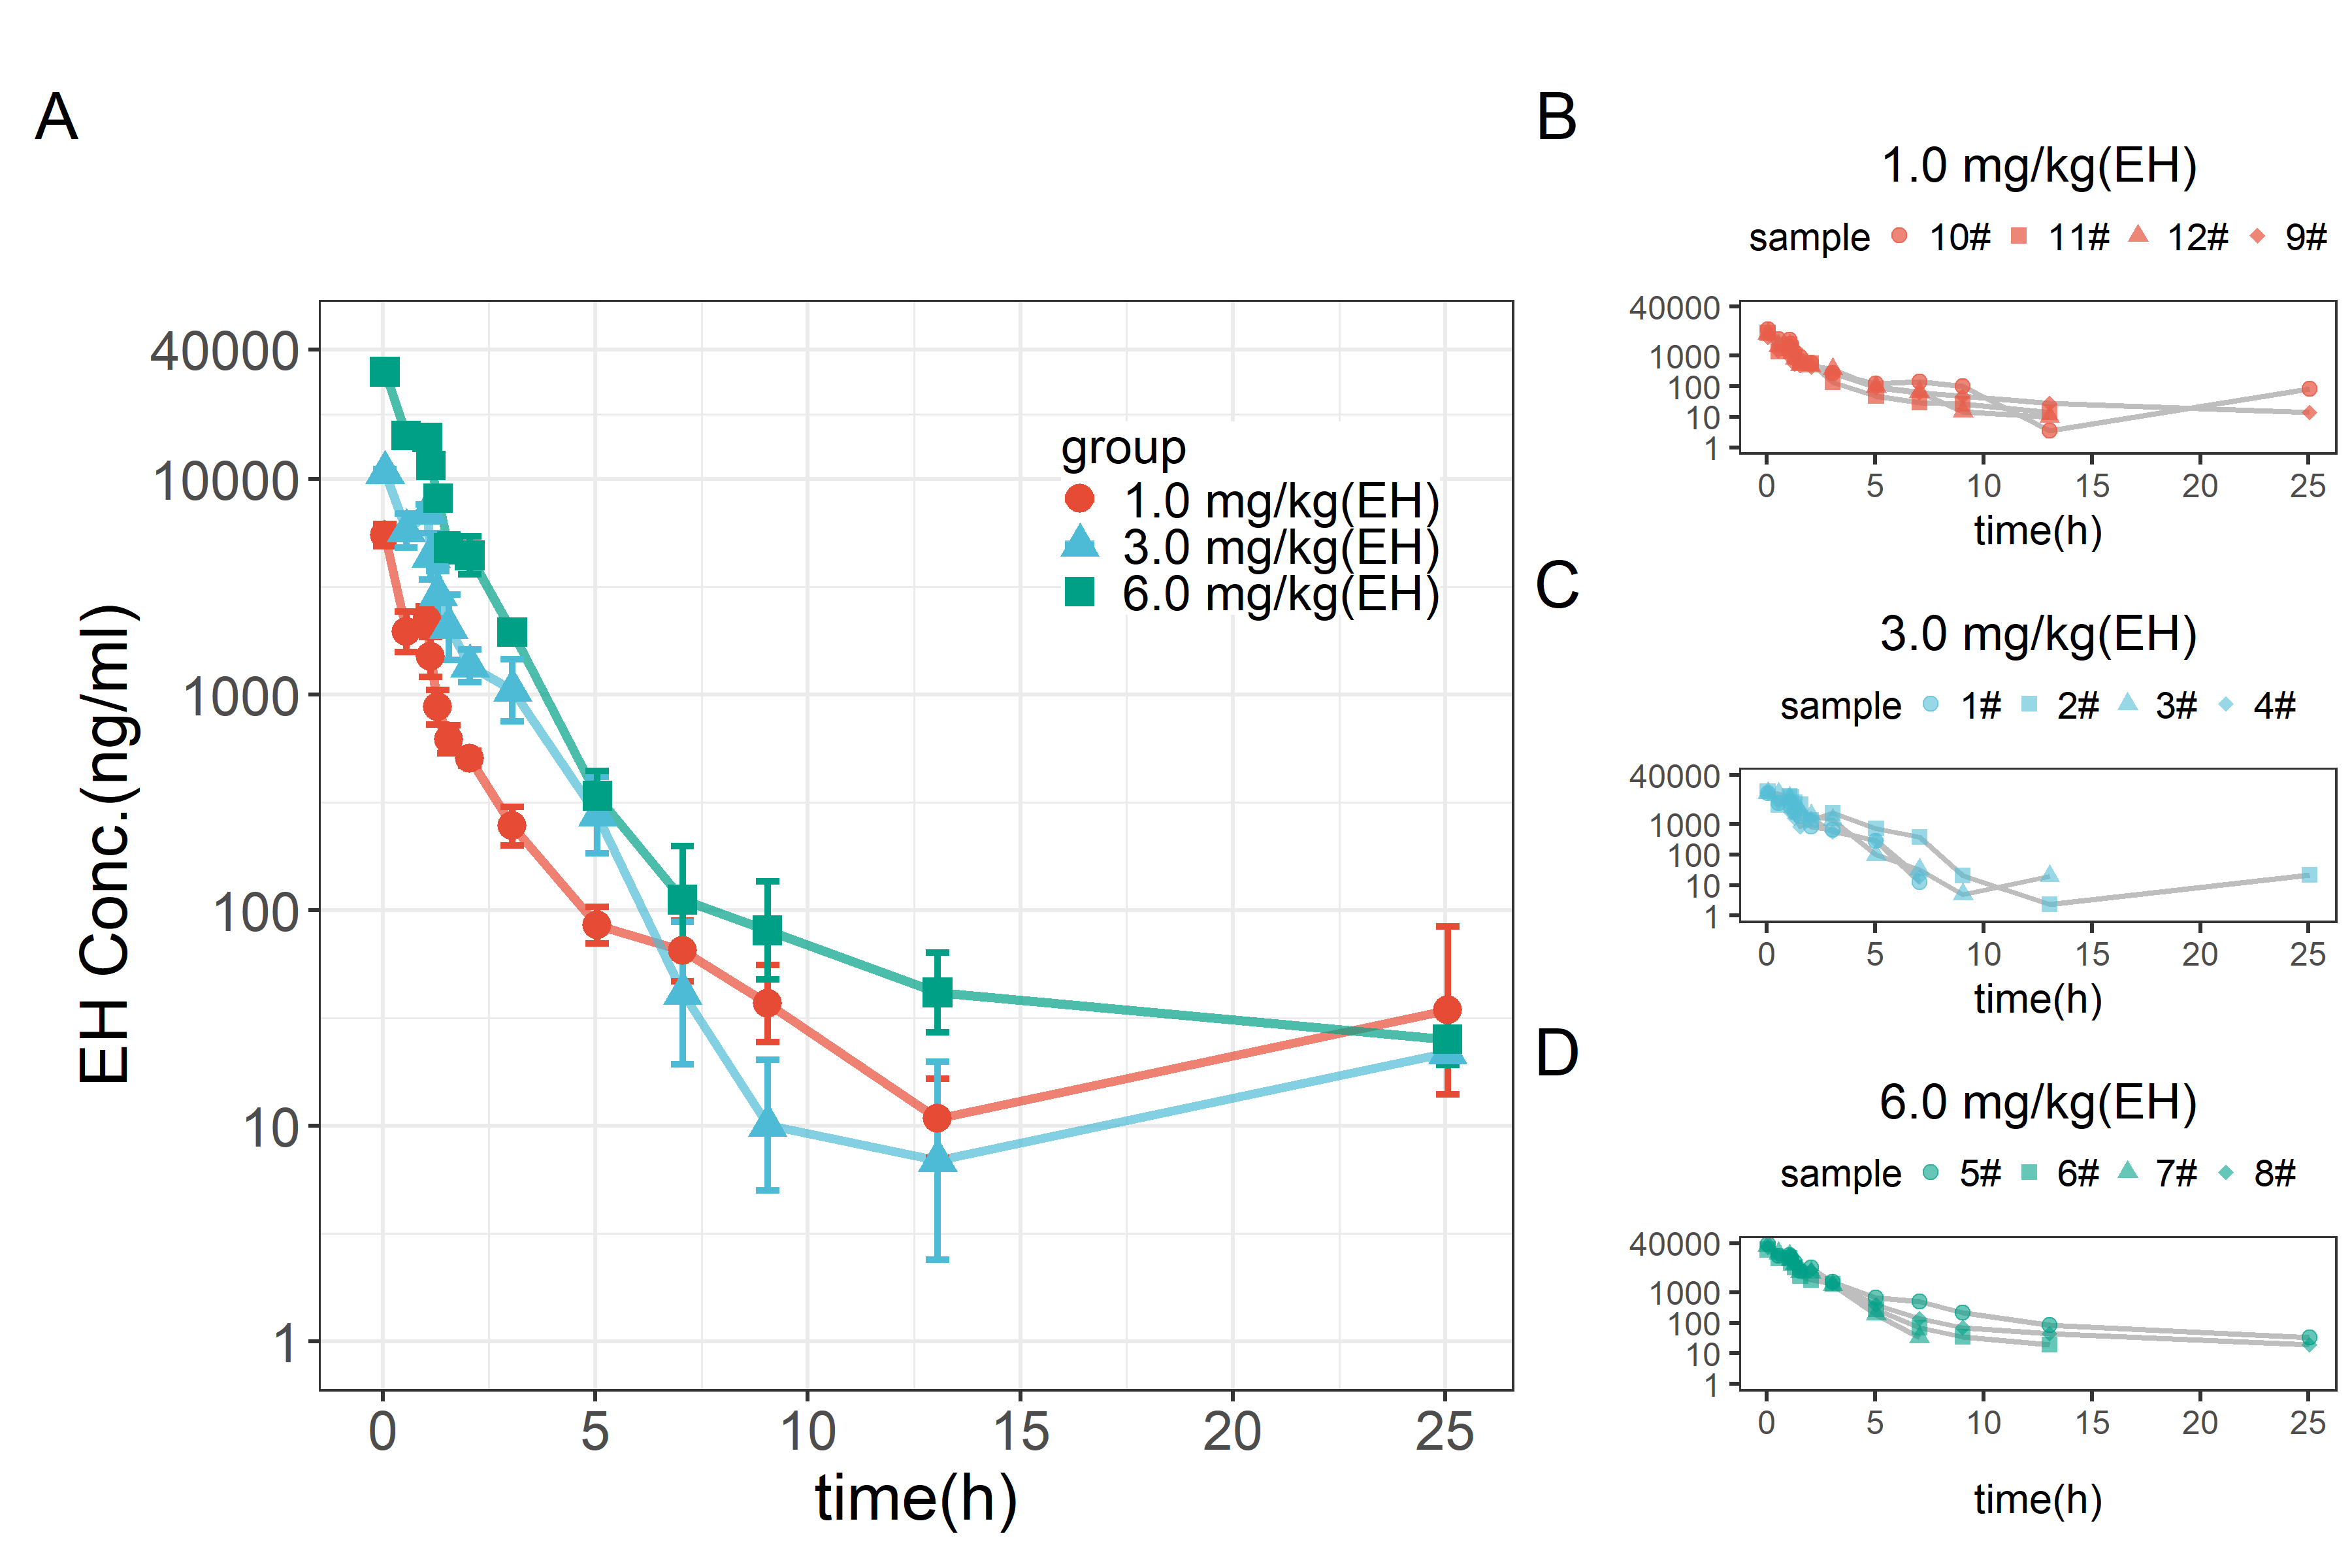 A
EH Conc.(ng/ml)
40000
10000
1000
100
10
1
0 5 10 15 20 25
time(h)
group
1.0 mg/kg(EH)
3.0 mg/kg(EH)
6.0 mg/kg(EH)
B
1.0 mg/kg(EH)
sample 10# 11# 12# 9#
40000
1000
100
10
1
0 5 10 15 20 25
time(h)
C
3.0 mg/kg(EH)
sample 1# 2# 3# 4#
40000
1000
100
10
1
0 5 10 15 20 25
time(h)
D
6.0 mg/kg(EH)
sample 5# 6# 7# 8#
40000
1000
100
10
1
0 5 10 15 20 25
time(h)